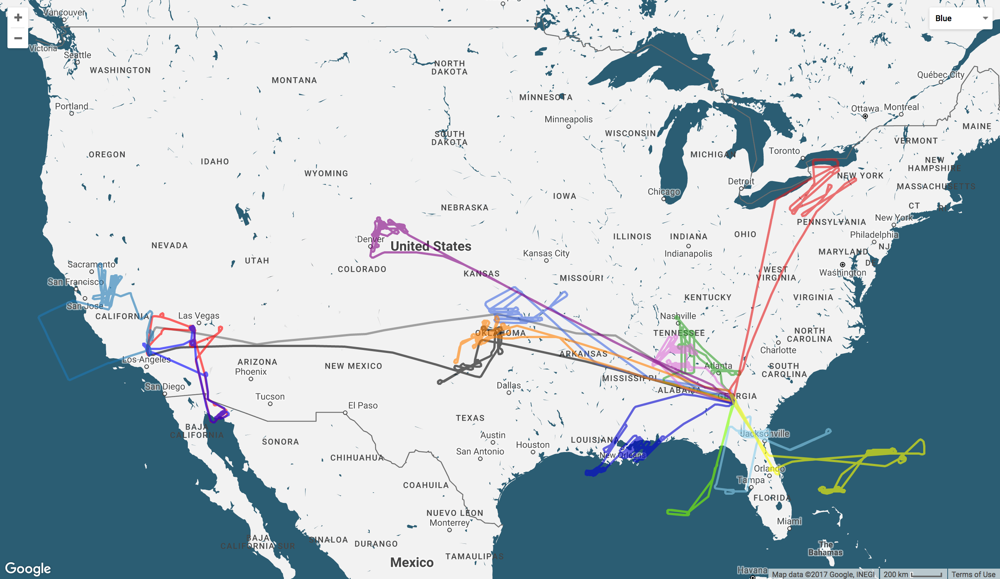 +
−
Blue
Vancouver
Victoria
Seattle
WASHINGTON
NORTH
DAKOTA
MONTANA
Québec City
MINNESOTA
Portland
Ottawa
Montreal
Minneapolis
MAINE
WISCONSIN
SOUTH
DAKOTA
VERMONT
OREGON
MICHIGAN
Toronto
IDAHO
NEW
HAMPSHIRE
WYOMING
NEW YORK
Detroit
MASSACHUSETTS
Chicago
IOWA
NEBRASKA
CT
RI
New York
PENNSYLVANIA
OHIO
Philadelphia
ILLINOIS
INDIANA
Denver
NEVADA
United States
NJ
Kansas City
Indianapolis
MARYLAND
UTAH
DE
Sacramento
COLORADO
KANSAS
WEST
VIRGINIA
Washington
MISSOURI
San Francisco
KENTUCKY
VIRGINIA
San Jose
CALIFORNIA
Las Vegas
Nashville
OKLAHOMA
TENNESSEE
NORTH
CAROLINA
Charlotte
ARKANSAS
Los Angeles
ARIZONA
NEW MEXICO
Atlanta
SOUTH
CAROLINA
Phoenix
MISSISSIPPI
San Diego
Dallas
ALABAMA
GEORGIA
Tucson
El Paso
TEXAS
BAJA
CALIFORNIA
Austin
Jacksonville
SONORA
LOUISIANA
Houston
San Antonio
New Orleans
CHIHUAHUA
Orlando
Tampa
COAHUILA
FLORIDA
NUEVO LEON
Monterrey
Miami
BAJA
CALIFORNIA SUR
SINALOA
DURANGO
The
Bahamas
TAMAULIPAS
Mexico
Google
Havana
Map data ©2017 Google, INEGI
200 km
Terms of Use